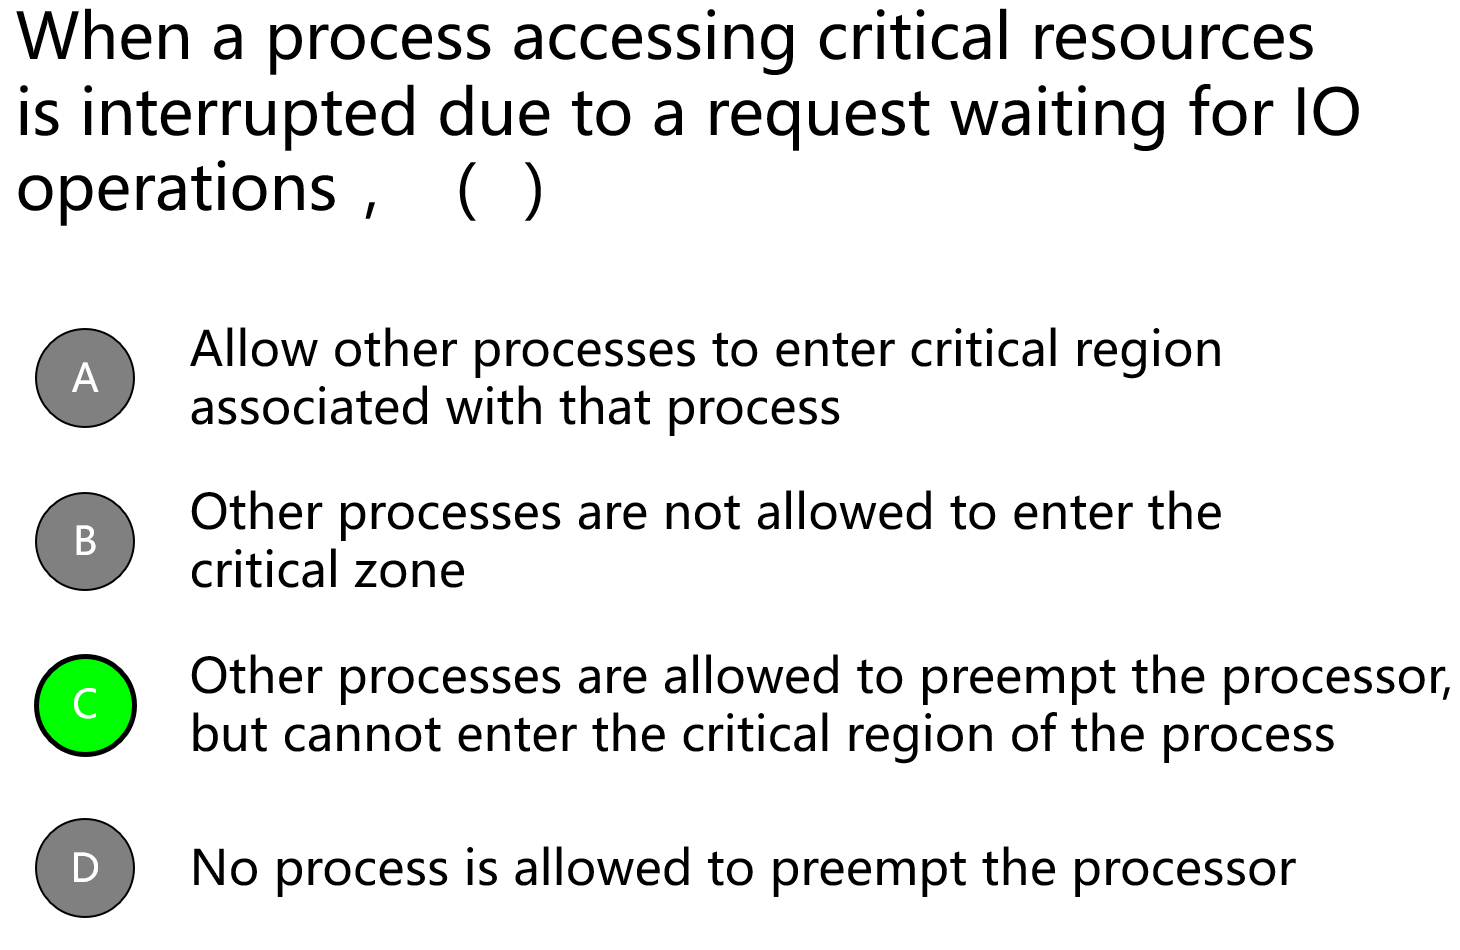 When a process accessing critical resources
is interrupted due to a request waiting for IO
operations， （ ）
A
Allow other processes to enter critical region
associated with that process
B
Other processes are not allowed to enter the
critical zone
C
Other processes are allowed to preempt the processor,
but cannot enter the critical region of the process
D
No process is allowed to preempt the processor